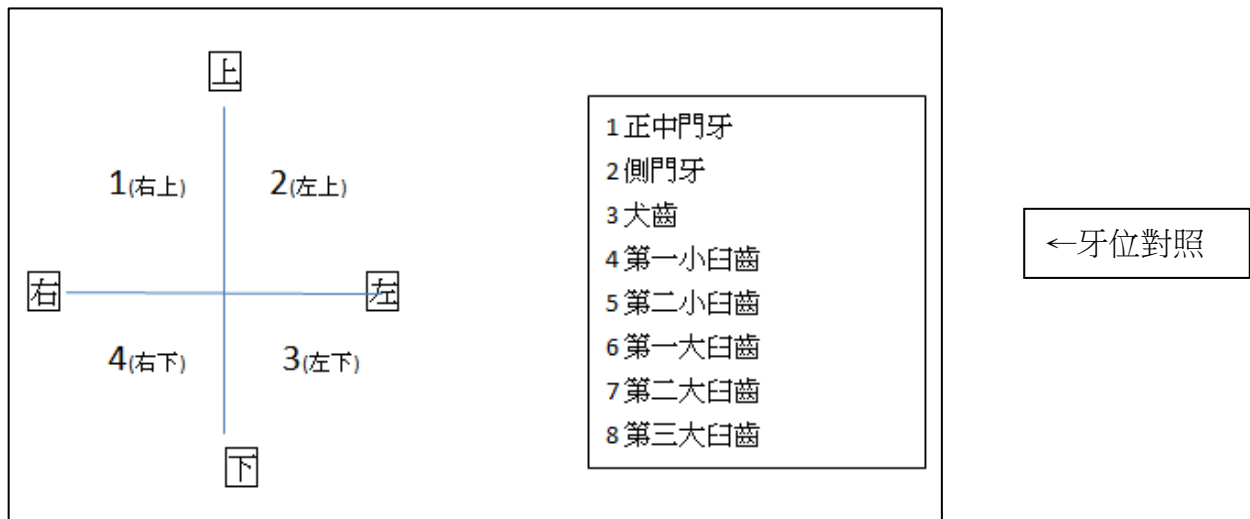 上
1(右上) 2(左上)
右 左
4(右下) 3(左下)
下
1 正中門牙
2 側門牙
3 犬齒
4 第一小臼齒
5 第二小臼齒
6 第一大臼齒
7 第二大臼齒
8 第三大臼齒
←牙位對照